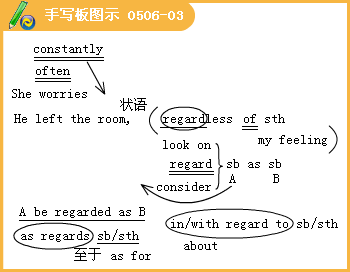 手写板图示 0506-03
constantly
often
She worries
状语
He left the room, (regardless of sth
my feeling)
look on
regard sb as sb
consider A B
A be regarded as B
in/with regard to sb/sth
as regards sb/sth
about
至于 as for